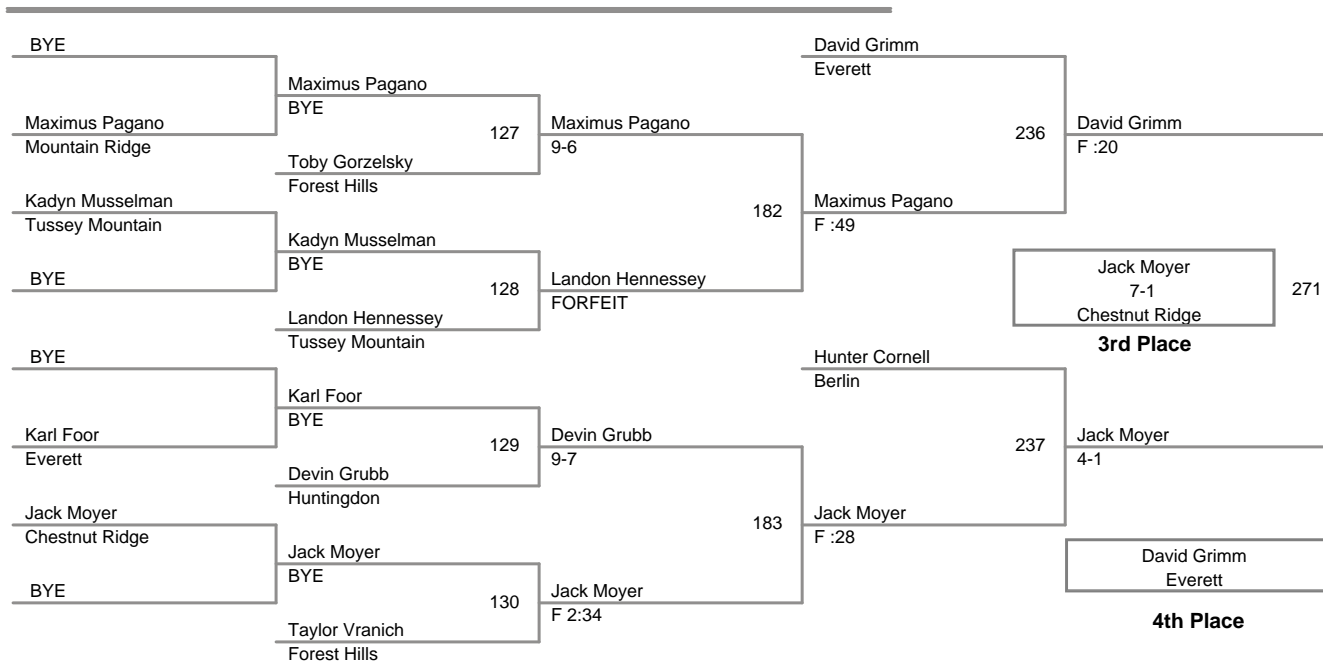 BYE
David Grimm
Everett
Maximus Pagano
BYE
Maximus Pagano
Mountain Ridge
127
Maximus Pagano
9-6
236
David Grimm
F :20
Toby Gorzelsky
Forest Hills
Kadyn Musselman
Tussey Mountain
182
Maximus Pagano
F :49
Kadyn Musselman
BYE
BYE
128
Landon Hennessey
FORFEIT
Jack Moyer
7-1
Chestnut Ridge
271
Landon Hennessey
Tussey Mountain
3rd Place
BYE
Hunter Cornell
Berlin
Karl Foor
BYE
Karl Foor
Everett
129
Devin Grubb
9-7
237
Jack Moyer
4-1
Devin Grubb
Huntingdon
Jack Moyer
Chestnut Ridge
183
Jack Moyer
F :28
Jack Moyer
BYE
David Grimm
Everett
BYE
130
Jack Moyer
F 2:34
4th Place
Taylor Vranich
Forest Hills